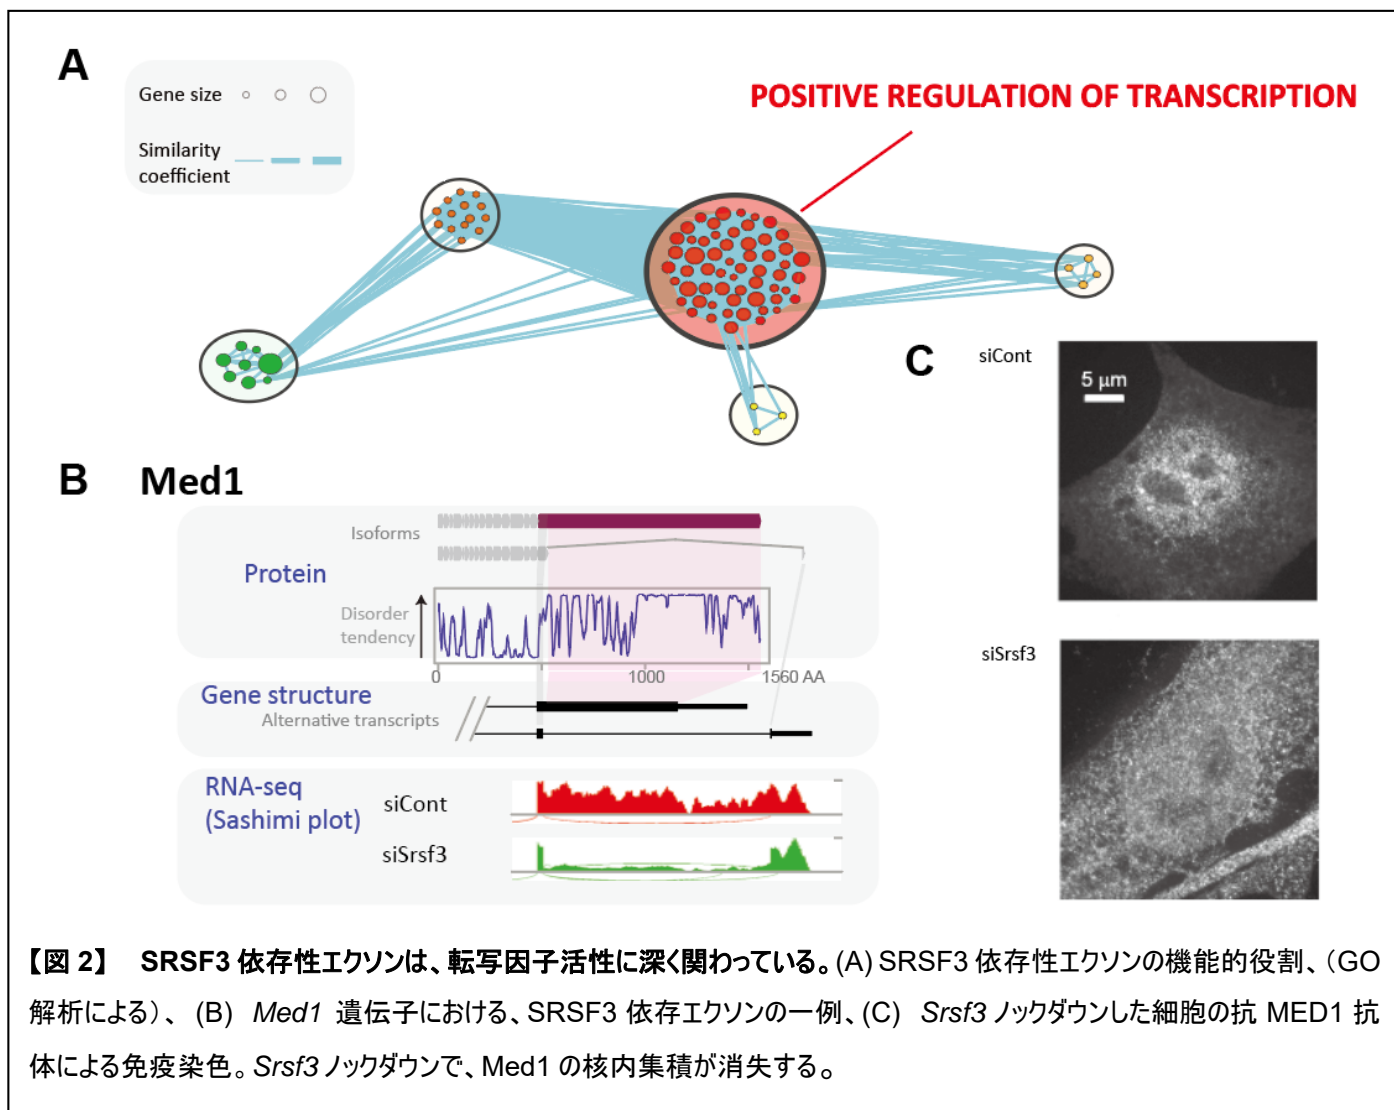 A
Gene size
Similarity
coefficient
POSITIVE REGULATION OF TRANSCRIPTION
B Med1
Isoforms
Protein
Disorder
tendency
0 1000 1560 AA
Gene structure
Alternative transcripts
RNA-seq
(Sashimi plot)
siCont
siSrsf3
C
siCont
5 μm
siSrsf3
【図 2】 SRSF3 依存性エクソンは、転写因子活性に深く関わっている。(A) SRSF3 依存性エクソンの機能的役割、（GO
解析による）、 (B) Med1 遺伝子における、SRSF3 依存エクソンの一例、(C) Srsf3 ノックダウンした細胞の抗 MED1 抗
体による免疫染色。Srsf3 ノックダウンで、Med1 の核内集積が消失する。